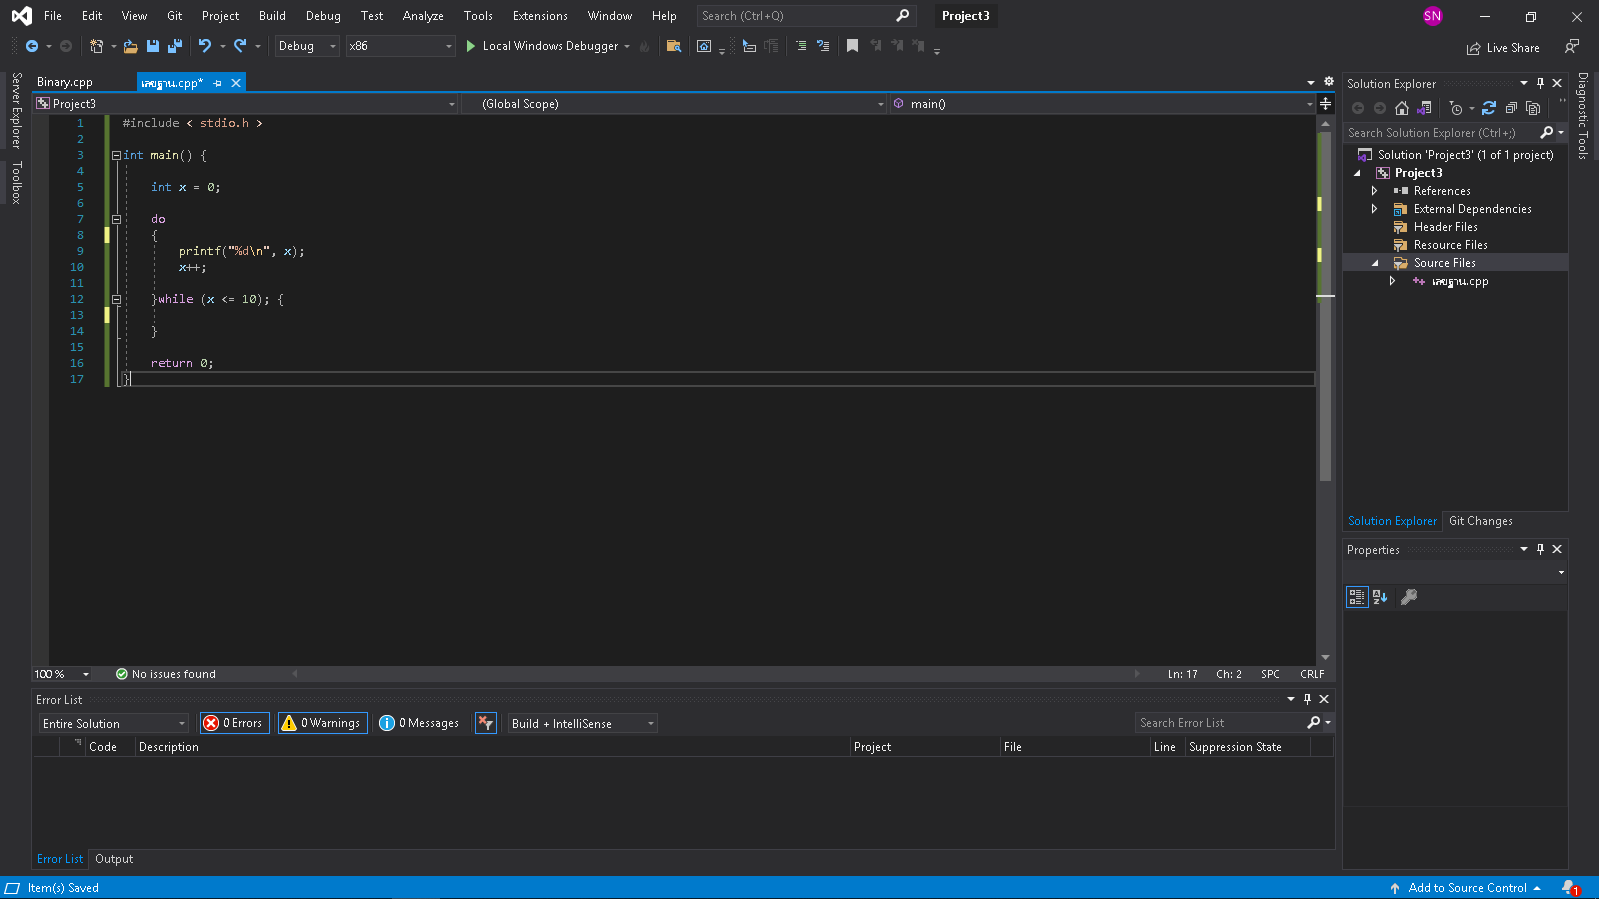 File Edit View Git Project Build Debug Test Analyze Tools Extensions Window Help Search (Ctrl+Q) Project3 SN
Debug x86 Local Windows Debugger Live Share
Server Explorer
Toolbox
Binary.cpp เลขฐาน.cpp*
Project3 (Global Scope) main()
1 #include < stdio.h >
2
3 int main() {
4
5 int x = 0;
6
7 do
8 {
9 printf("%d\n", x);
10 x++;
11
12 }while (x <= 10); {
13
14 }
15
16 return 0;
17 }
100 % No issues found Ln: 17 Ch: 2 SPC CRLF
Error List
Entire Solution 0 Errors 0 Warnings 0 Messages Build + IntelliSense Search Error List
Code Description Project File Line Suppression State
Error List Output
Solution Explorer
Search Solution Explorer (Ctrl+;)
Solution 'Project3' (1 of 1 project)
Project3
References
External Dependencies
Header Files
Resource Files
Source Files
เลขฐาน.cpp
Solution Explorer Git Changes
Properties
Diagnostic Tools
Item(s) Saved Add to Source Control 1